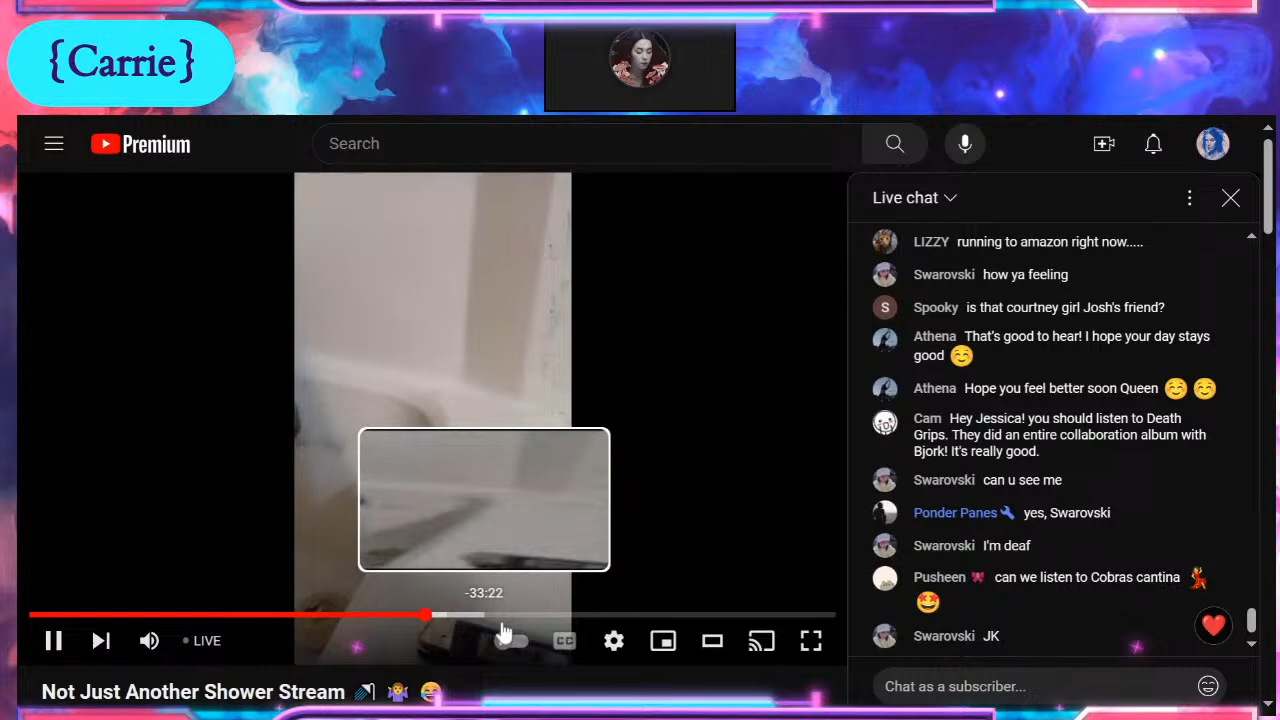 {Carrie}
Premium
Search
Live chat
LIZZY running to amazon right now.....
Swarovski how ya feeling
S Spooky is that courtney girl Josh's friend?
Athena That's good to hear! I hope your day stays
good
Athena Hope you feel better soon Queen
Cam Hey Jessica! you should listen to Death
Grips. They did an entire collaboration album with
Bjork! It's really good.
Swarovski can u see me
Ponder Panes yes, Swarovski
Swarovski I'm deaf
Pusheen can we listen to Cobras cantina
Swarovski JK
-33:22
LIVE
CC
Not Just Another Shower Stream
Chat as a subscriber...